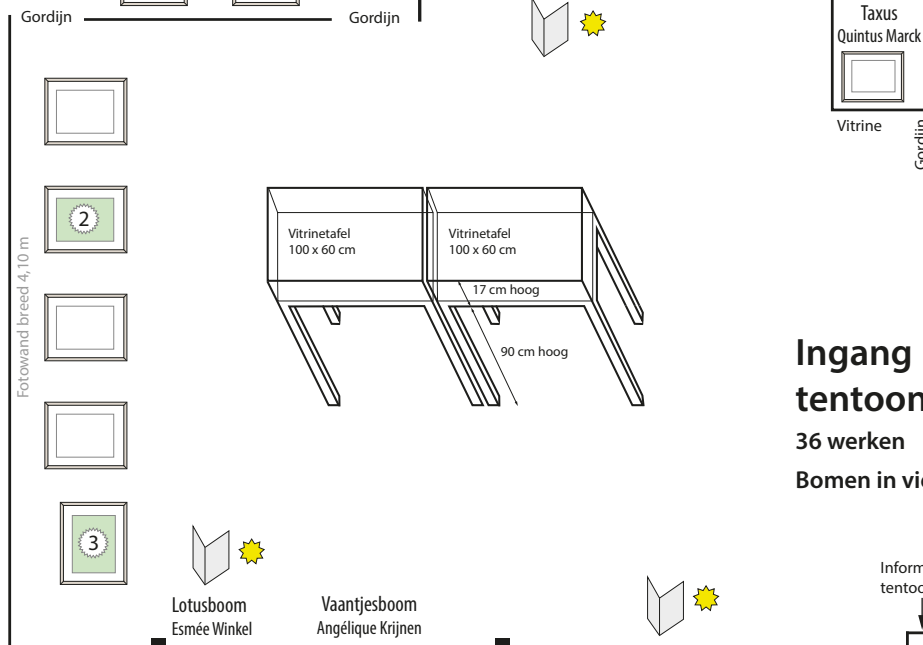 Gordijn
Gordijn
Taxus
Quintus Marck
Vitrine
Gordijn
Fotowand breed 4,10 m
2
Vitrinetafel
100 x 60 cm
Vitrinetafel
100 x 60 cm
17 cm hoog
90 cm hoog
Ingang
tentoon
36 werken
Bomen in vi
3
Inform
tentoo
Lotusboom
Esmée Winkel
Vaantjesboom
Angélique Krijnen